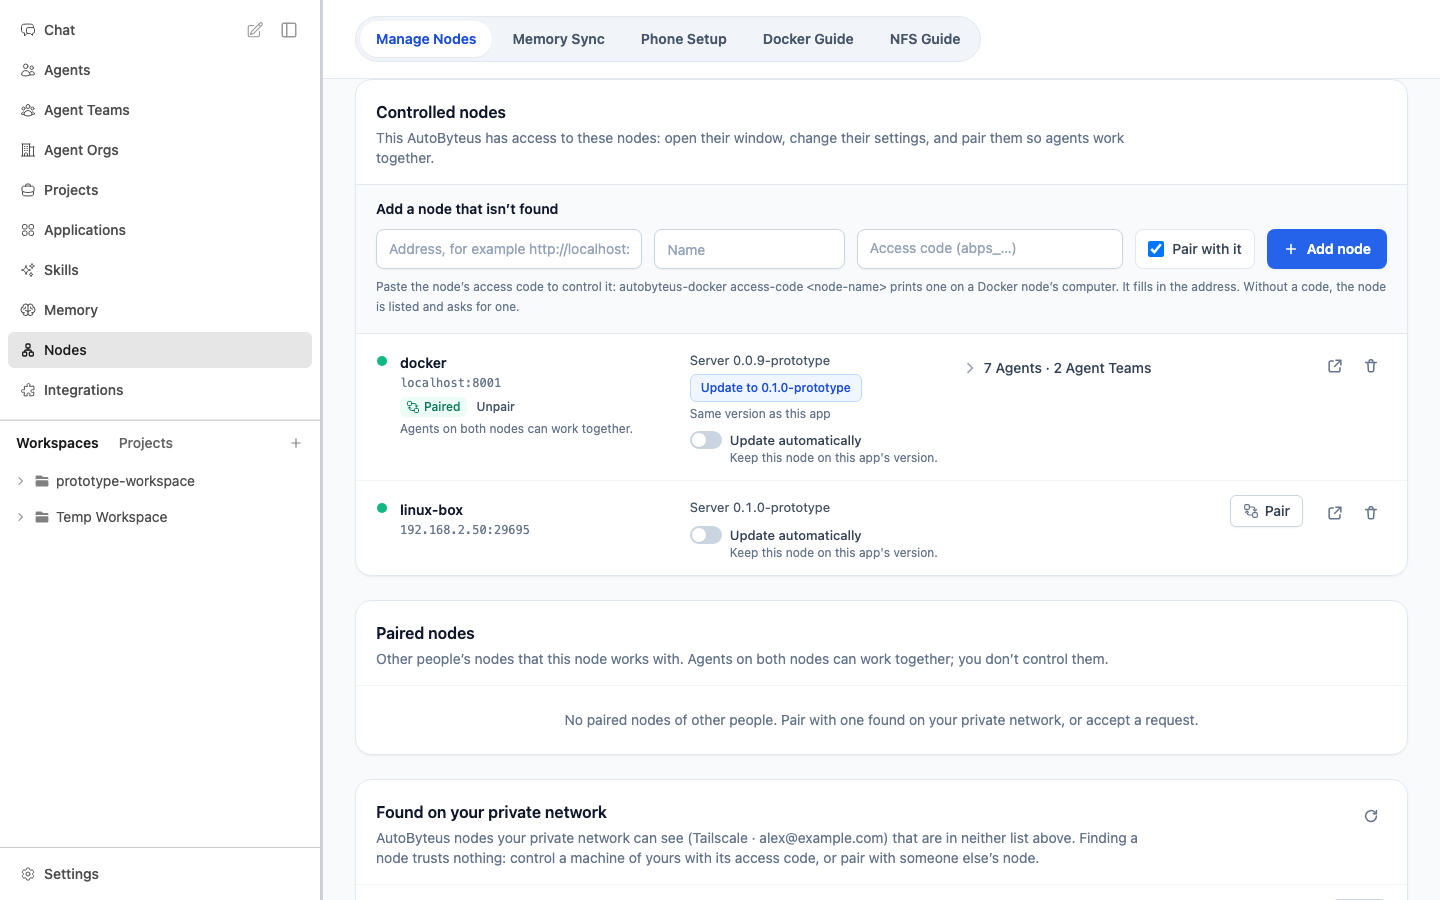 Chat
Agents
Agent Teams
Agent Orgs
Projects
Applications
Skills
Memory
Nodes
Integrations
Workspaces
Projects
prototype-workspace
Temp Workspace
Settings
Manage Nodes
Memory Sync
Phone Setup
Docker Guide
NFS Guide
Controlled nodes
This AutoByteus has access to these nodes: open their window, change their settings, and pair them so agents work
together.
Add a node that isn’t found
Address, for example http://localhost:
Name
Access code (abps_…)
Pair with it
Add node
Paste the node’s access code to control it: autobyteus-docker access-code <node-name> prints one on a Docker node’s computer. It fills in the address. Without a code, the node
is listed and asks for one.
docker
localhost:8001
Paired
Unpair
Agents on both nodes can work together.
Server 0.0.9-prototype
Update to 0.1.0-prototype
Same version as this app
Update automatically
Keep this node on this app's version.
7 Agents · 2 Agent Teams
linux-box
192.168.2.50:29695
Server 0.1.0-prototype
Update automatically
Keep this node on this app's version.
Pair
Paired nodes
Other people’s nodes that this node works with. Agents on both nodes can work together; you don’t control them.
No paired nodes of other people. Pair with one found on your private network, or accept a request.
Found on your private network
AutoByteus nodes your private network can see (Tailscale · alex@example.com) that are in neither list above. Finding a
node trusts nothing: control a machine of yours with its access code, or pair with someone else’s node.